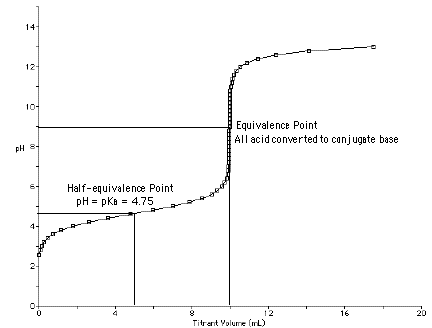 14
12
10
Equivalence Point
All acid converted to conjugate base
pH
8
Half-equivalence Point
pH = pKa = 4.75
6
4
2
0
0
4
8
12
16
20
Titrant Volume (mL)